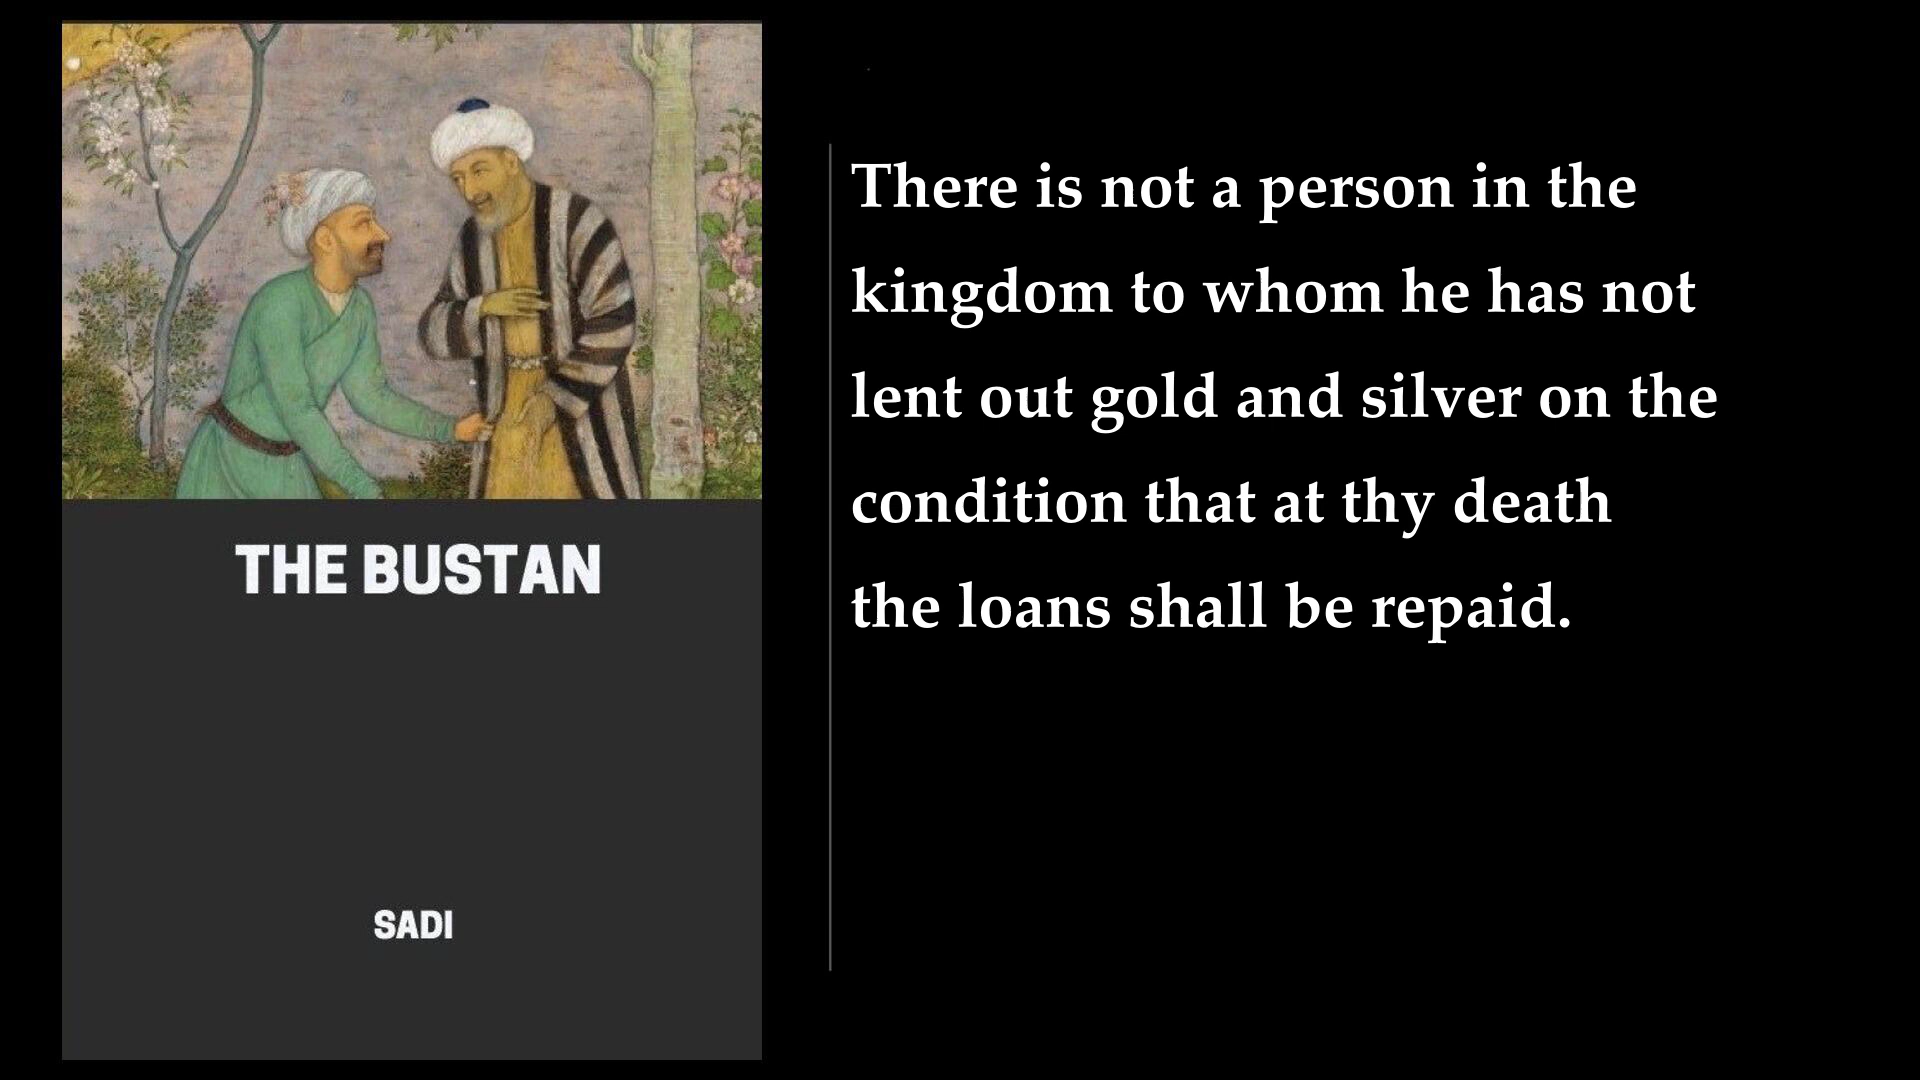 THE BUSTAN
SADI
There is not a person in the
kingdom to whom he has not
lent out gold and silver on the
condition that at thy death
the loans shall be repaid.